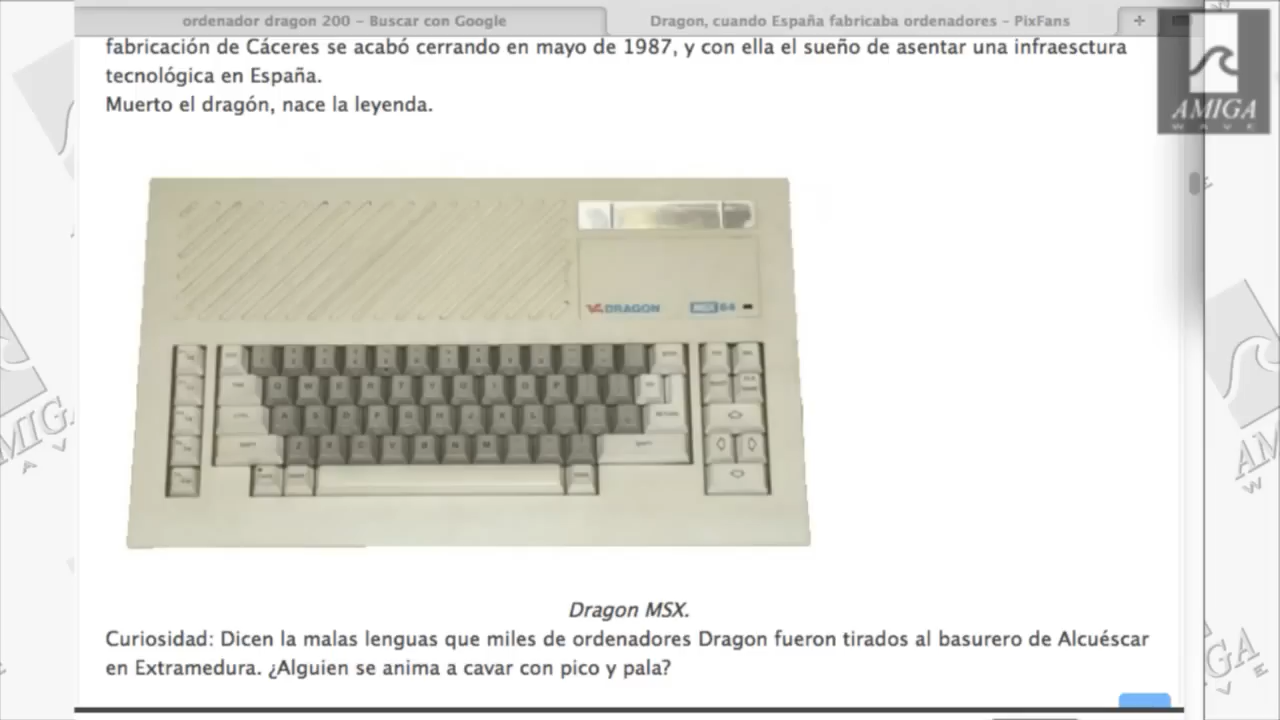 ordenador dragon 200 – Buscar con Google
Dragon, cuando España fabricaba ordenadores – PixFans
+
AMIGA
WAVE
fabricación de Cáceres se acabó cerrando en mayo de 1987, y con ella el sueño de asentar una infraesctura
tecnológica en España.
Muerto el dragón, nace la leyenda.
DRAGON
MSX 64
Dragon MSX.
Curiosidad: Dicen la malas lenguas que miles de ordenadores Dragon fueron tirados al basurero de Alcuéscar
en Extramedura. ¿Alguien se anima a cavar con pico y pala?